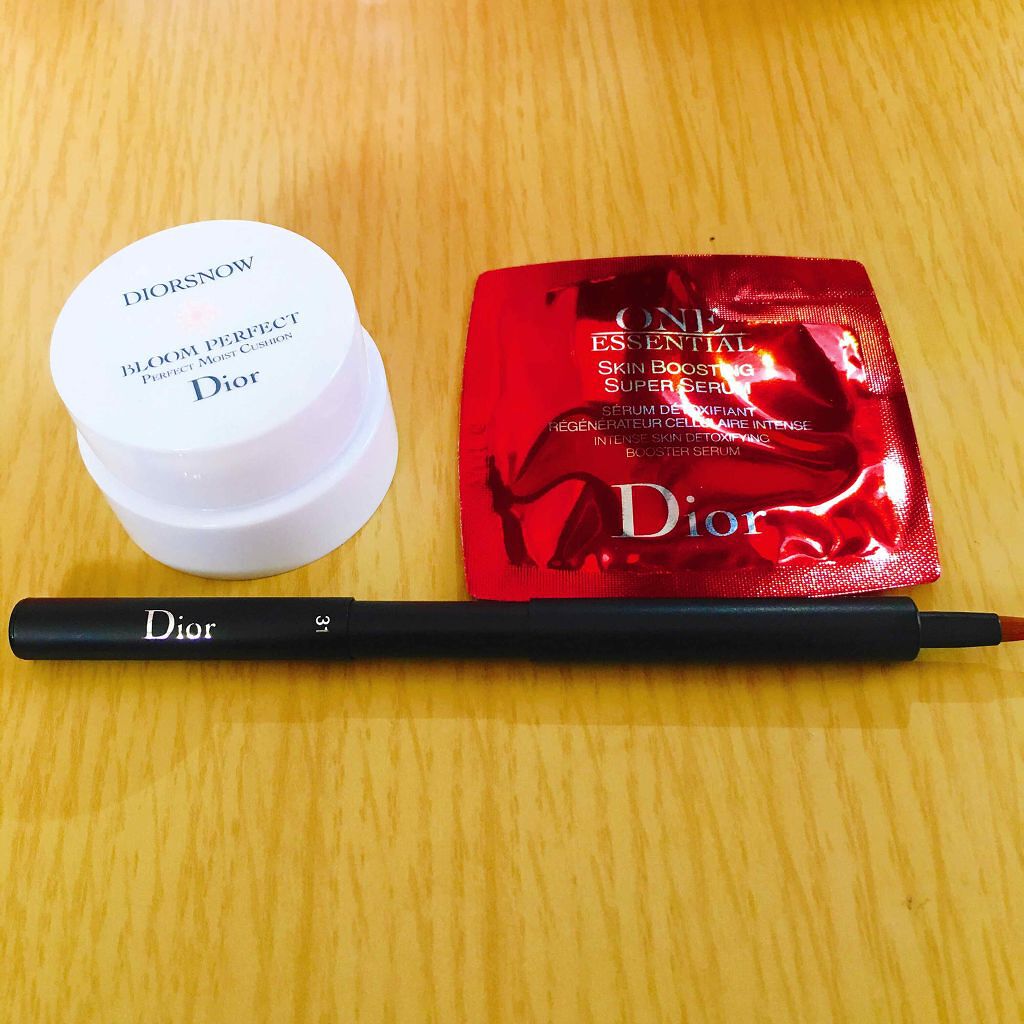 DIORSNOW
BLOOM PERFECT
PERFECT MOIST CUSHION
Dior
ONE
ESSENTIAL
SKIN BOOSTING
SUPER SERUM
SÉRUM DÉTOXIFIANT
RÉGÉNÉRATEUR CELLULAIRE INTENSE
INTENSE SKIN DETOXIFYING
BOOSTER SERUM
Dior
Dior
31